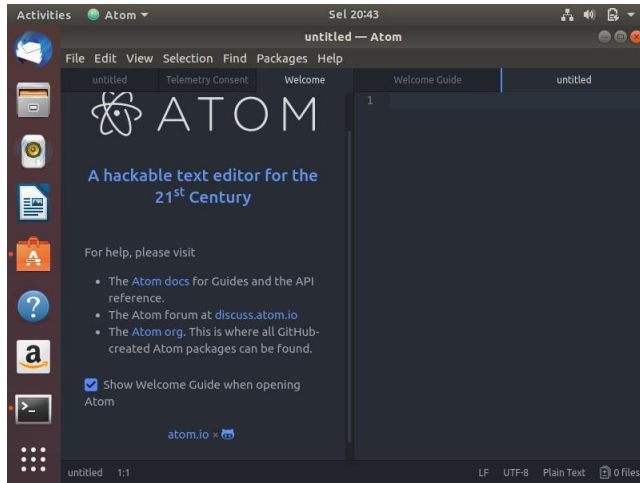 Activities Atom Sel 20:43
untitled — Atom
File Edit View Selection Find Packages Help
untitled Telemetry Consent Welcome Welcome Guide untitled
ATOM
A hackable text editor for the
21st Century
For help, please visit
• The Atom docs for Guides and the API
reference.
• The Atom forum at discuss.atom.io
• The Atom org. This is where all GitHub-
created Atom packages can be found.
Show Welcome Guide when opening
Atom
atom.io ×
1
untitled 1:1 LF UTF-8 Plain Text 0 files